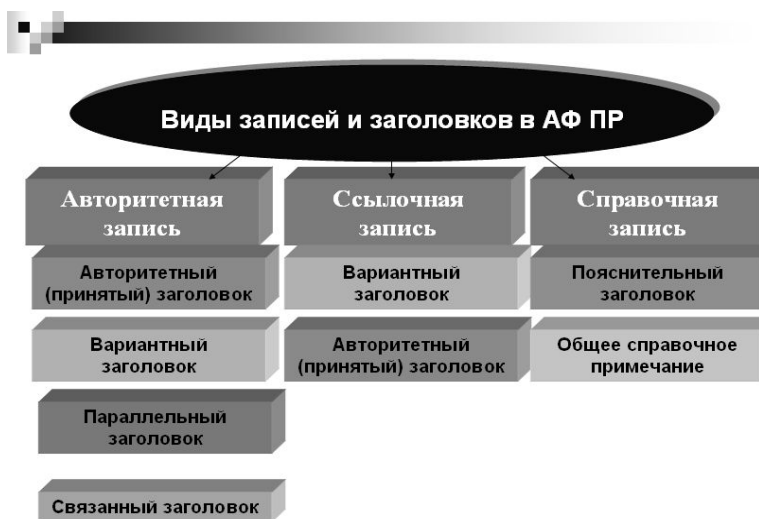 Виды записей и заголовков в АФ ПР
Авторитетная
запись
Авторитетный
(принятый) заголовок
Вариантный
заголовок
Параллельный
заголовок
Связанный заголовок
Ссылочная
запись
Вариантный
заголовок
Авторитетный
(принятый) заголовок
Справочная
запись
Пояснительный
заголовок
Общее справочное
примечание